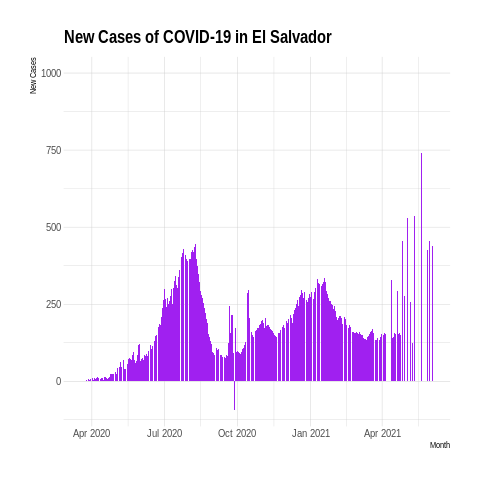 New Cases of COVID-19 in El Salvador
New Cases
1000
750
500
250
0
Apr 2020
Jul 2020
Oct 2020
Jan 2021
Apr 2021
Month